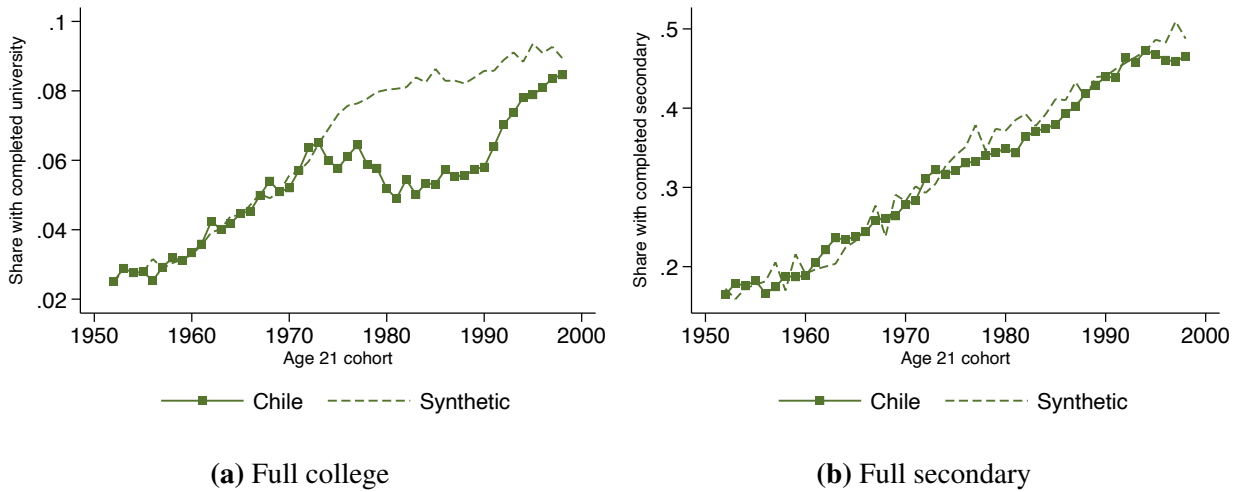 .1
.08
.06
.04
.02
Share with completed university
1950 1960 1970 1980 1990 2000
Age 21 cohort
Chile Synthetic
(a) Full college
.5
.4
.3
.2
Share with completed secondary
1950 1960 1970 1980 1990 2000
Age 21 cohort
Chile Synthetic
(b) Full secondary